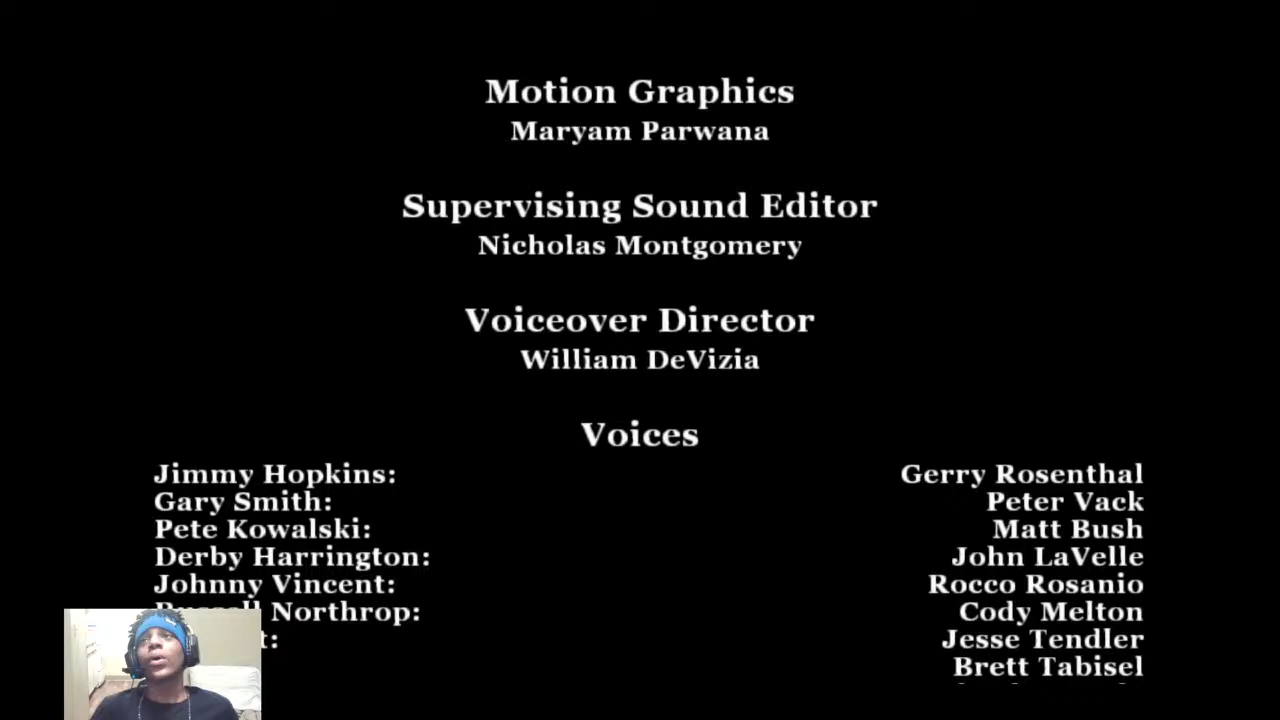 Motion Graphics
Maryam Parwana
Supervising Sound Editor
Nicholas Montgomery
Voiceover Director
William DeVizia
Voices
Jimmy Hopkins: Gerry Rosenthal
Gary Smith: Peter Vack
Pete Kowalski: Matt Bush
Derby Harrington: John LaVelle
Johnny Vincent: Rocco Rosanio
Russell Northrop: Cody Melton
Jesse Tendler
Brett Tabisel